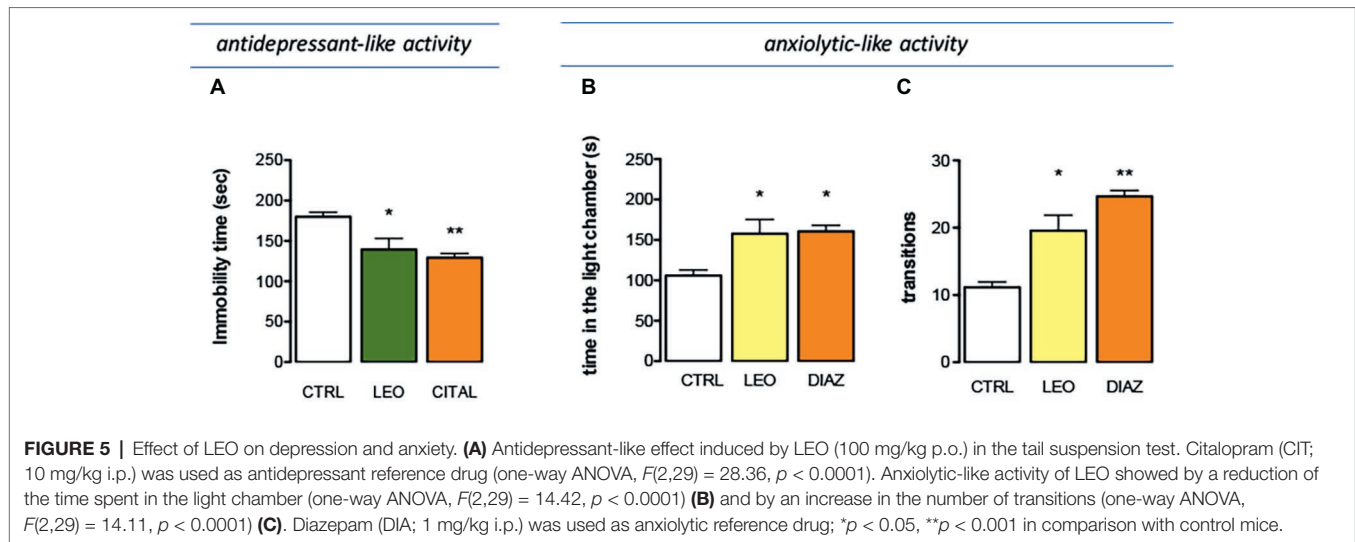 antidepressant-like activity
anxiolytic-like activity
A
B
C
Immobility time (sec)
250
200
150
100
50
0
*
**
CTRL LEO CITAL
time in the light chamber (s)
250
200
150
100
50
0
*
*
CTRL LEO DIAZ
transitions
30
20
10
0
*
**
CTRL LEO DIAZ
FIGURE 5 | Effect of LEO on depression and anxiety. (A) Antidepressant-like effect induced by LEO (100 mg/kg p.o.) in the tail suspension test. Citalopram (CIT;
10 mg/kg i.p.) was used as antidepressant reference drug (one-way ANOVA, F(2,29) = 28.36, p < 0.0001). Anxiolytic-like activity of LEO showed by a reduction of
the time spent in the light chamber (one-way ANOVA, F(2,29) = 14.42, p < 0.0001) (B) and by an increase in the number of transitions (one-way ANOVA,
F(2,29) = 14.11, p < 0.0001) (C). Diazepam (DIA; 1 mg/kg i.p.) was used as anxiolytic reference drug; *p < 0.05, **p < 0.001 in comparison with control mice.